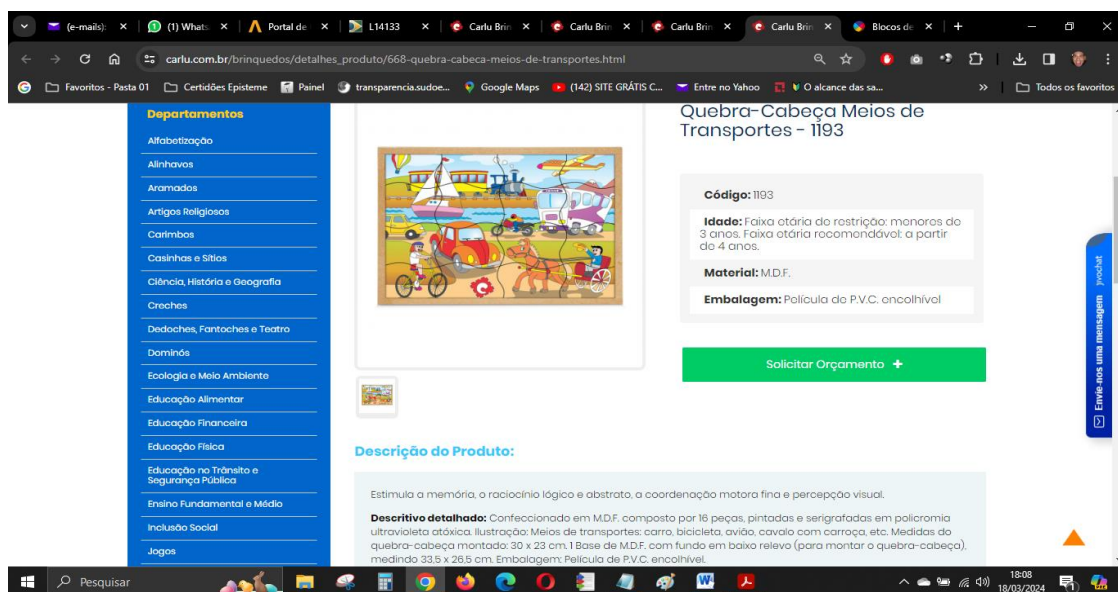 (e-mails):
(1) Whats
Portal de
L14133
Carlu Brin
Carlu Brin
Carlu Brin
Carlu Brin
Blocos de
carlu.com.br/brinquedos/detalhes_produto/668-quebra-cabeca-meios-de-transportes.html
Favoritos - Pasta 01
Certidões Episteme
Painel
transparencia.sudoe...
Google Maps
(142) SITE GRÁTIS C...
Entre no Yahoo
O alcance das sa...
»
Todos os favoritos
Departamentos
Alfabetização
Alinhavos
Aramados
Artigos Religiosos
Carimbos
Casinhas e Sítios
Ciência, História e Geografia
Creches
Dedoches, Fantoches e Teatro
Dominós
Ecologia e Meio Ambiente
Educação Alimentar
Educação Financeira
Educação Física
Educação no Trânsito e
Segurança Pública
Ensino Fundamental e Médio
Inclusão Social
Jogos
Quebra-Cabeça Meios de
Transportes - 1193
Código: 1193
Idade: Faixa etária de restrição: menores de
3 anos. Faixa etária recomendável: a partir
de 4 anos.
Material: M.D.F.
Embalagem: Película de P.V.C. encolhível
Solicitar Orçamento +
Descrição do Produto:
Estimula a memória, o raciocínio lógico e abstrato, a coordenação motora fina e percepção visual.
Descritivo detalhado: Confeccionado em M.D.F. composto por 16 peças, pintadas e serigrafadas em policromia
ultravioleta atóxica. Ilustração: Meios de transportes: carro, bicicleta, avião, cavalo com carroça, etc. Medidas do
quebra-cabeça montado: 30 x 23 cm. 1 Base de M.D.F. com fundo em baixo relevo (para montar o quebra-cabeça),
medindo 33,5 x 26,5 cm. Embalagem: Película de P.V.C. encolhível.
Envie-nos uma mensagem
Pesquisar
18:08
18/03/2024